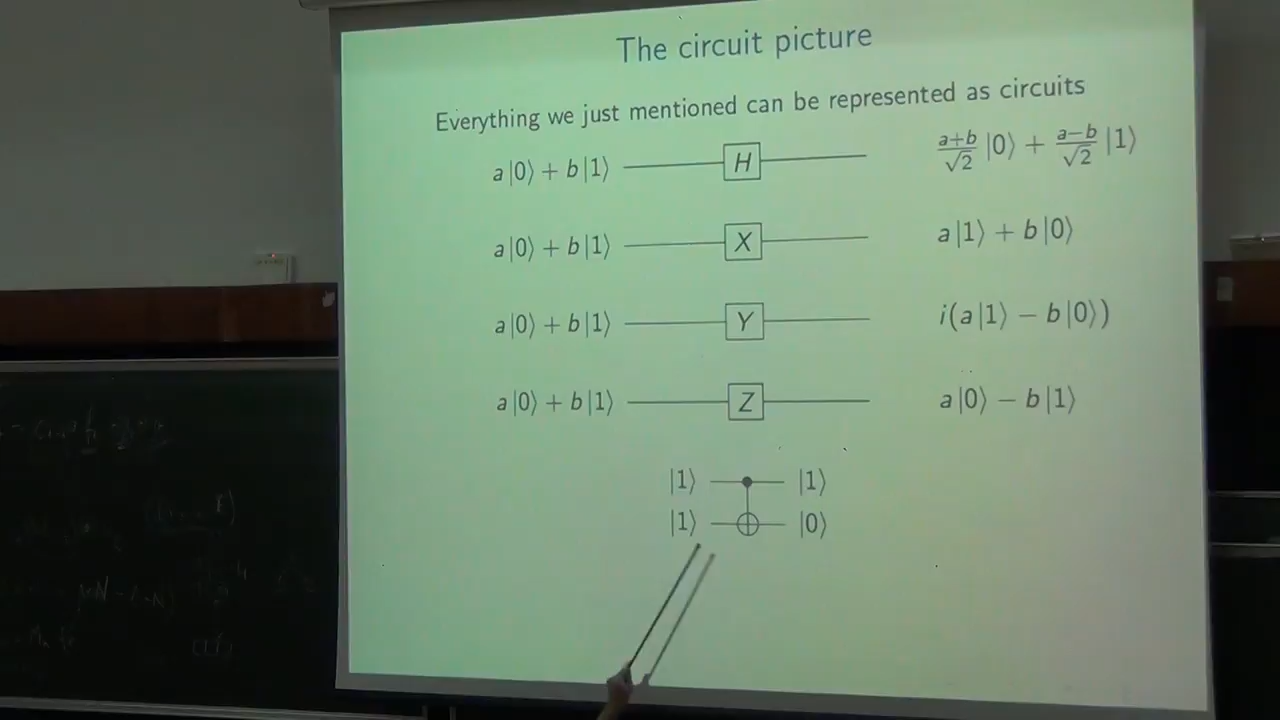 The circuit picture
Everything we just mentioned can be represented as circuits
a|0⟩ + b|1⟩ H a+b/√2 |0⟩ + a−b/√2 |1⟩
a|0⟩ + b|1⟩ X a|1⟩ + b|0⟩
a|0⟩ + b|1⟩ Y i(a|1⟩ − b|0⟩)
a|0⟩ + b|1⟩ Z a|0⟩ − b|1⟩
|1⟩ |1⟩
|1⟩ |0⟩